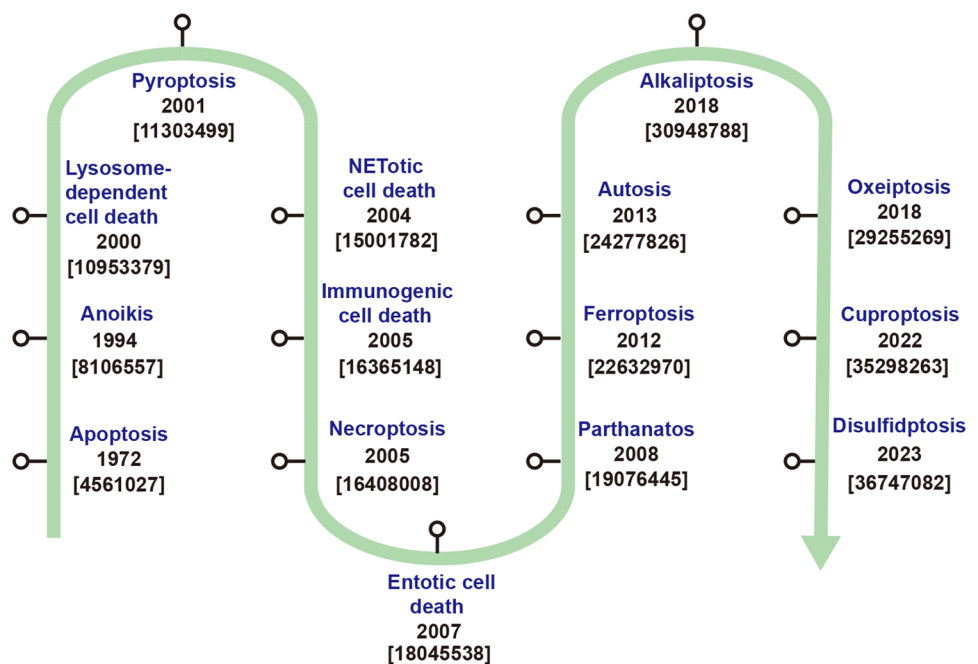 Pyroptosis
2001
[11303499]
Lysosome-
dependent
cell death
2000
[10953379]
Anoikis
1994
[8106557]
Apoptosis
1972
[4561027]
NETotic
cell death
2004
[15001782]
Immunogenic
cell death
2005
[16365148]
Necroptosis
2005
[16408008]
Entotic cell
death
2007
[18045538]
Alkaliptosis
2018
[30948788]
Autosis
2013
[24277826]
Ferroptosis
2012
[22632970]
Parthanatos
2008
[19076445]
Oxeiptosis
2018
[29255269]
Cuproptosis
2022
[35298263]
Disulfidptosis
2023
[36747082]